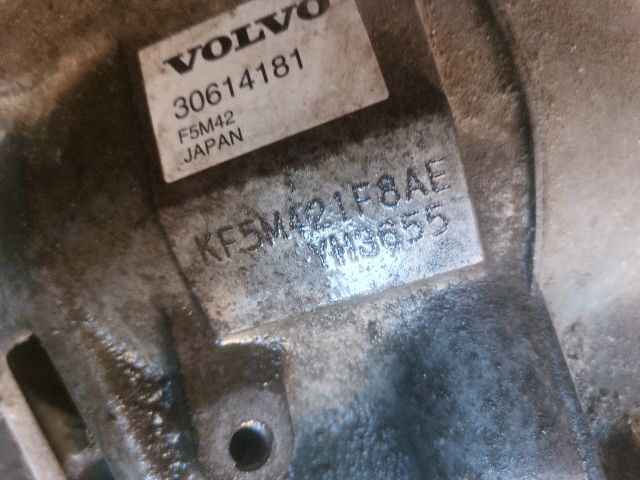 VOLVO
30614181
F5M42
JAPAN
KF5M421F8AE
YM3655